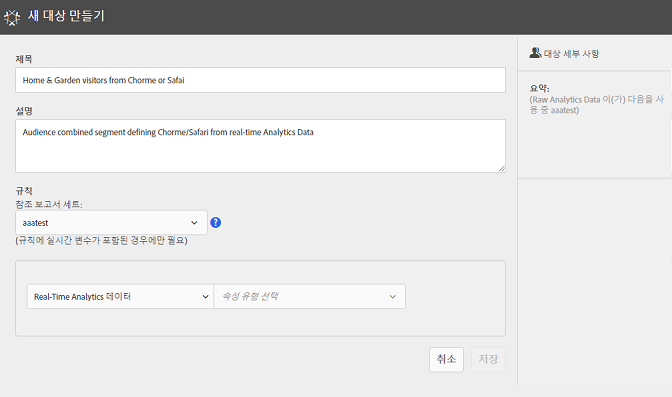 새 대상 만들기
제목
Home & Garden visitors from Chorme or Safai
설명
Audience combined segment defining Chorme/Safari from real-time Analytics Data
규칙
참조 보고서 세트:
aaatest
?
(규칙에 실시간 변수가 포함된 경우에만 필요)
Real-Time Analytics 데이터
속성 유형 선택
취소
저장
대상 세부 사항
요약:
(Raw Analytics Data 이(가) 다음을 사
용 중 aaatest)